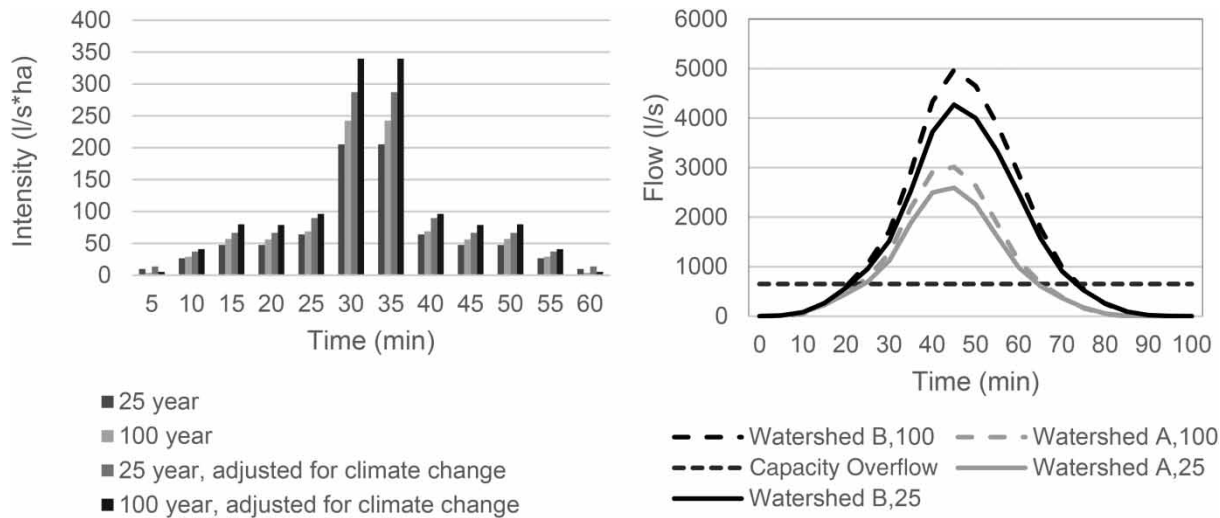 400
350
300
250
200
150
100
50
0
Intensity (l/s*ha)
5 10 15 20 25 30 35 40 45 50 55 60
Time (min)
25 year
100 year
25 year, adjusted for climate change
100 year, adjusted for climate change
6000
5000
4000
3000
2000
1000
0
Flow (l/s)
0 10 20 30 40 50 60 70 80 90 100
Time (min)
Watershed B,100 Watershed A,100
Capacity Overflow Watershed A,25
Watershed B,25